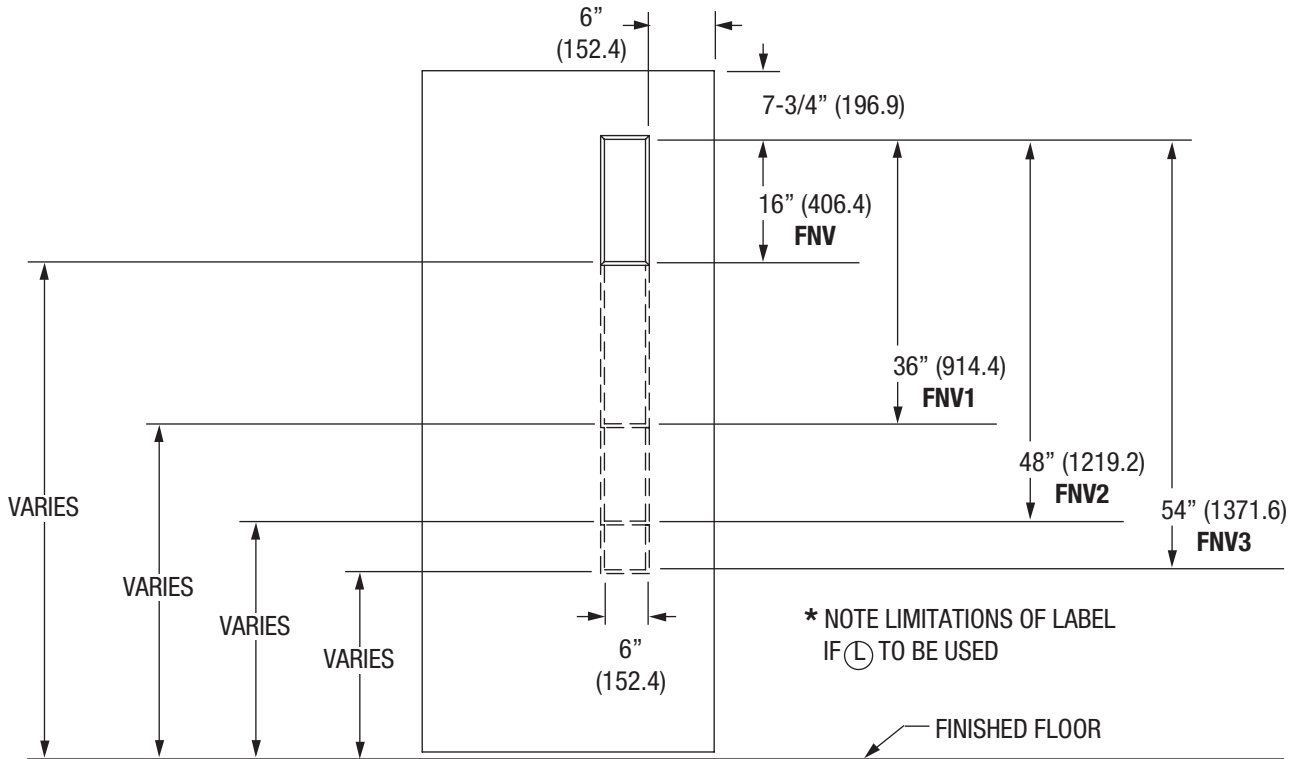 6”
(152.4)
7-3/4” (196.9)
16” (406.4)
FNV
36” (914.4)
FNV1
48” (1219.2)
FNV2
54” (1371.6)
FNV3
VARIES
VARIES
VARIES
VARIES
6”
(152.4)
* NOTE LIMITATIONS OF LABEL
IF Ⓛ TO BE USED
FINISHED FLOOR